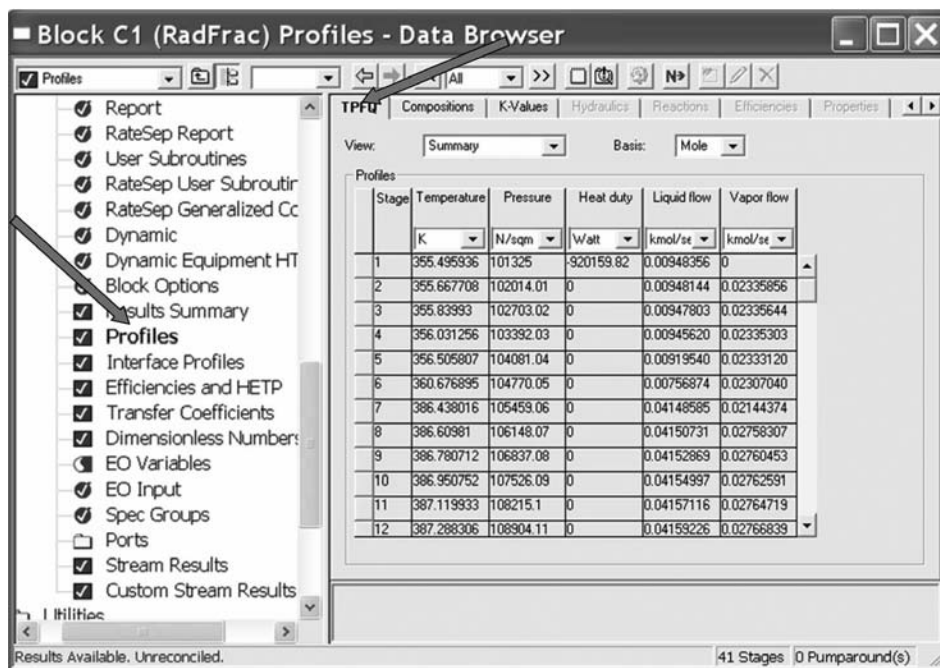 Block C1 (RadFrac) Profiles - Data Browser
Profiles All >> N>
Report
RateSep Report
User Subroutines
RateSep User Subroutir
RateSep Generalized Co
Dynamic
Dynamic Equipment HT
Block Options
Results Summary
Profiles
Interface Profiles
Efficiencies and HETP
Transfer Coefficients
Dimensionless Numbers
EO Variables
EO Input
Spec Groups
Ports
Stream Results
Custom Stream Results
Utilities
TPFQ Compositions K-Values Hydraulics Reactions Efficiencies Properties
View: Summary Basis: Mole
Profiles
Stage Temperature Pressure Heat duty Liquid flow Vapor flow
K N/sqm Watt kmol/se kmol/se
1 355.495936 101325 -920159.82 0.00948356 0
2 355.667708 102014.01 0 0.00948144 0.02335856
3 355.83993 102703.02 0 0.00947803 0.02335644
4 356.031256 103392.03 0 0.00945620 0.02335303
5 356.505807 104081.04 0 0.00919540 0.02333120
6 360.676895 104770.05 0 0.00756874 0.02307040
7 386.438016 105459.06 0 0.04148585 0.02144374
8 386.60981 106148.07 0 0.04150731 0.02758307
9 386.780712 106837.08 0 0.04152869 0.02760453
10 386.950752 107526.09 0 0.04154997 0.02762591
11 387.119933 108215.1 0 0.04157116 0.02764719
12 387.288306 108904.11 0 0.04159226 0.02766839
Results Available. Unreconciled. 41 Stages 0 Pumparound(s)